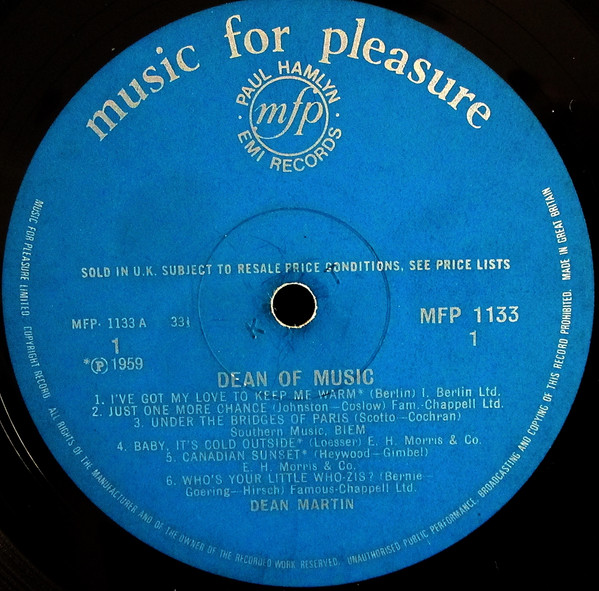 music for pleasure
PAUL HAMLYN
mfp
EMI RECORDS
SOLD IN U.K. SUBJECT TO RESALE PRICE CONDITIONS, SEE PRICE LISTS
MFP· 1133 A 33⅓
MFP 1133
1
1
*Ⓟ 1959
DEAN OF MUSIC
1. I'VE GOT MY LOVE TO KEEP ME WARM* (Berlin) I. Berlin Ltd.
2. JUST ONE MORE CHANCE (Johnston—Coslow) Fam.-Chappell Ltd.
3. UNDER THE BRIDGES OF PARIS (Scotto—Cochran)
Southern Music, BIEM
4. BABY, IT'S COLD OUTSIDE* (Loesser) E. H. Morris & Co.
5. CANADIAN SUNSET* (Heywood—Gimbel)
E. H. Morris & Co.
6. WHO'S YOUR LITTLE WHO-ZIS? (Bernie—
Goering—Hirsch) Famous-Chappell Ltd.
DEAN MARTIN
MUSIC FOR PLEASURE LIMITED. COPYRIGHT RECORD ALL RIGHTS OF THE MANUFACTURER AND OF THE OWNER OF THE RECORDED WORK RESERVED. UNAUTHORISED PUBLIC PERFORMANCE, BROADCASTING AND COPYING OF THIS RECORD PROHIBITED. MADE IN GREAT BRITAIN